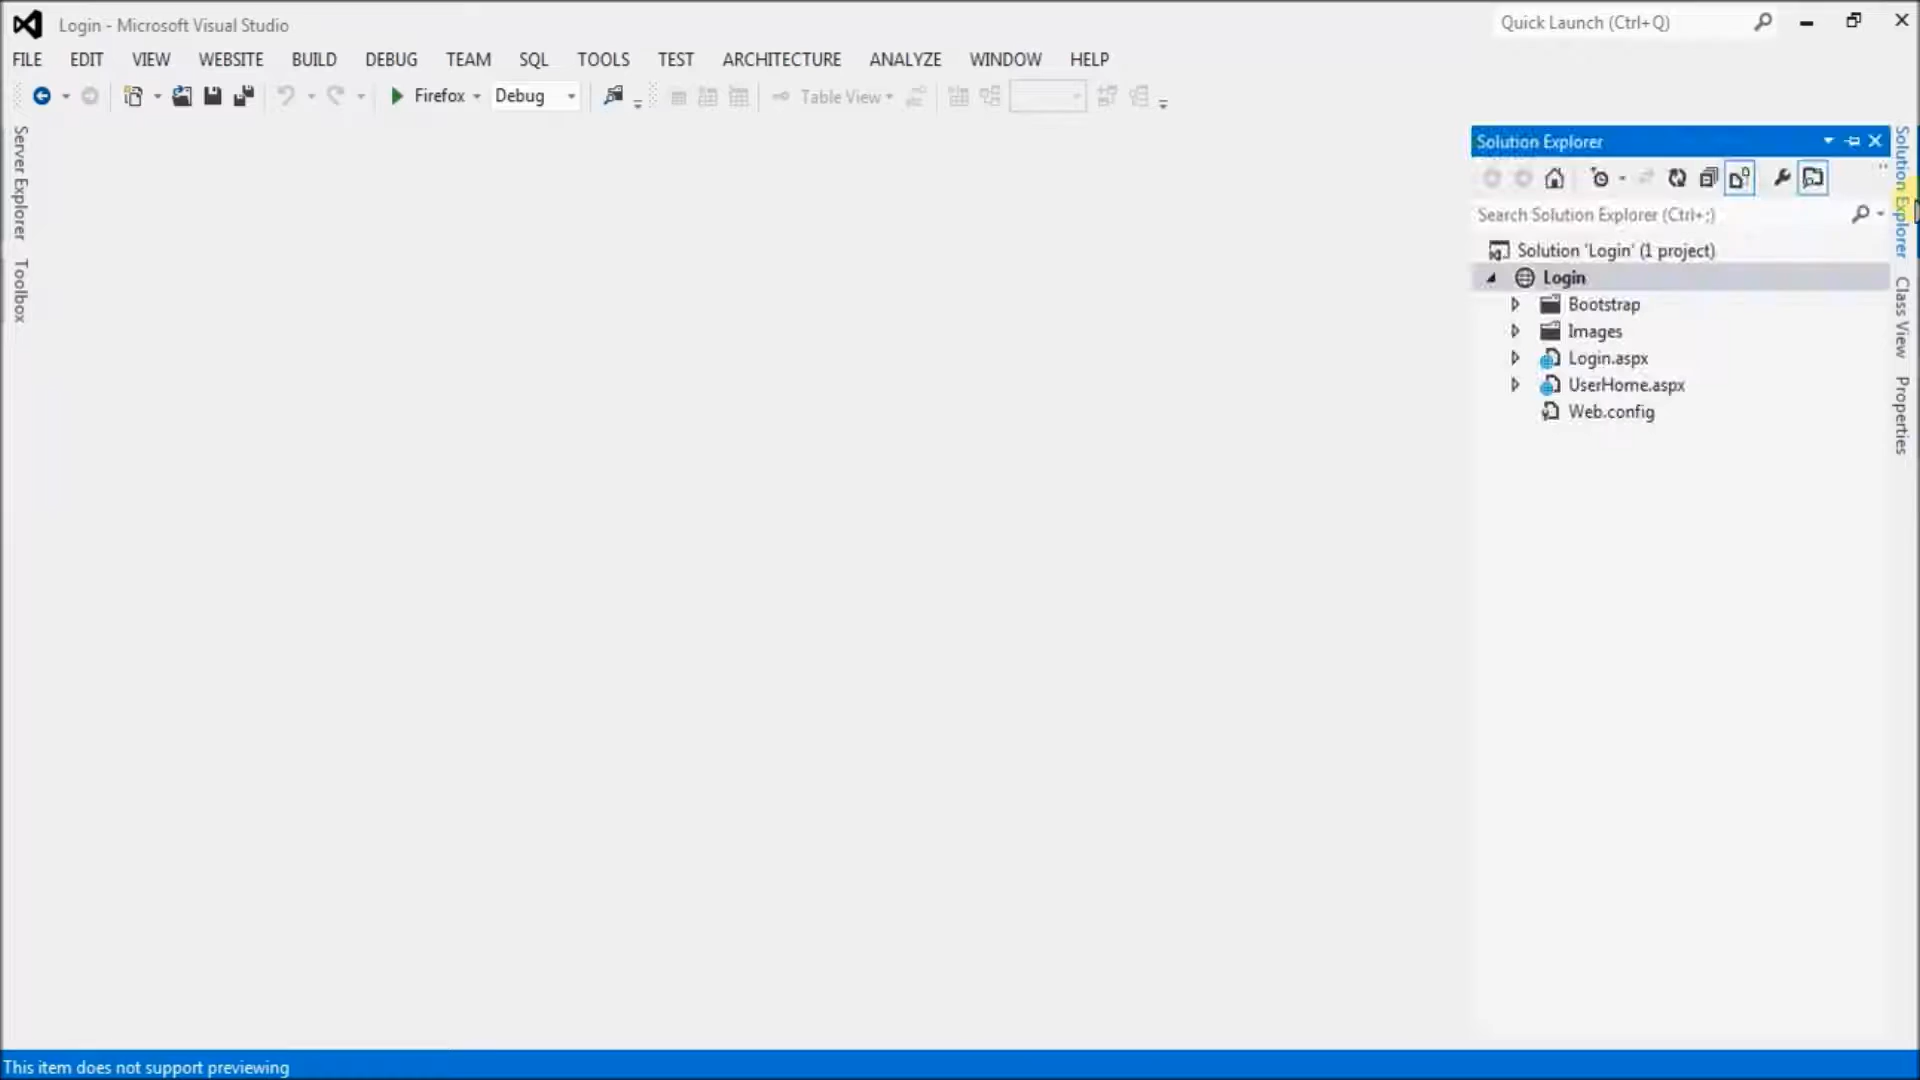 Login - Microsoft Visual Studio
Quick Launch (Ctrl+Q)
FILE EDIT VIEW WEBSITE BUILD DEBUG TEAM SQL TOOLS TEST ARCHITECTURE ANALYZE WINDOW HELP
Firefox Debug Table View
Server Explorer
Toolbox
Solution Explorer
Search Solution Explorer (Ctrl+;)
Solution 'Login' (1 project)
Login
Bootstrap
Images
Login.aspx
UserHome.aspx
Web.config
Solution Explorer
Class View
Properties
This item does not support previewing